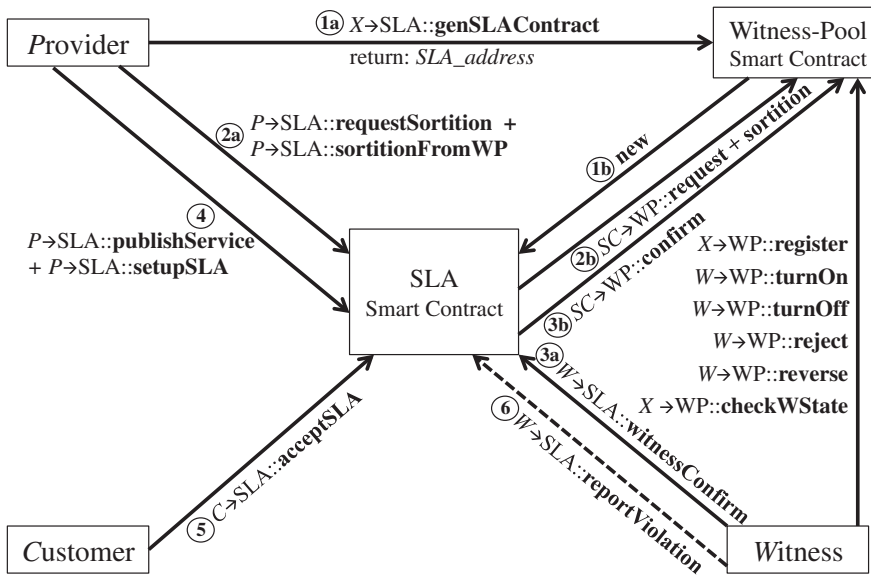 1a X→SLA::genSLAContract
return: SLA_address
Provider
Witness-Pool
Smart Contract
2a P→SLA::requestSortition +
P→SLA::sortitionFromWP
1b new
2b SC→WP::request + sortition
3b SC→WP::confirm
4
P→SLA::publishService
+ P→SLA::setupSLA
SLA
Smart Contract
X→WP::register
W→WP::turnOn
W→WP::turnOff
W→WP::reject
W→WP::reverse
X →WP::checkWState
3a W→SLA::witnessConfirm
6 W→SLA::reportViolation
5 C→SLA::acceptSLA
Customer
Witness